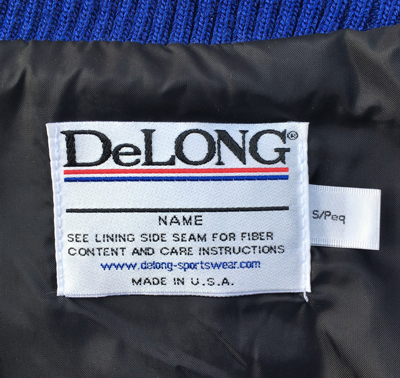 DeLONG®
NAME
SEE LINING SIDE SEAM FOR FIBER
CONTENT AND CARE INSTRUCTIONS
www.delong-sportswear.com
MADE IN U.S.A.
S/Peq